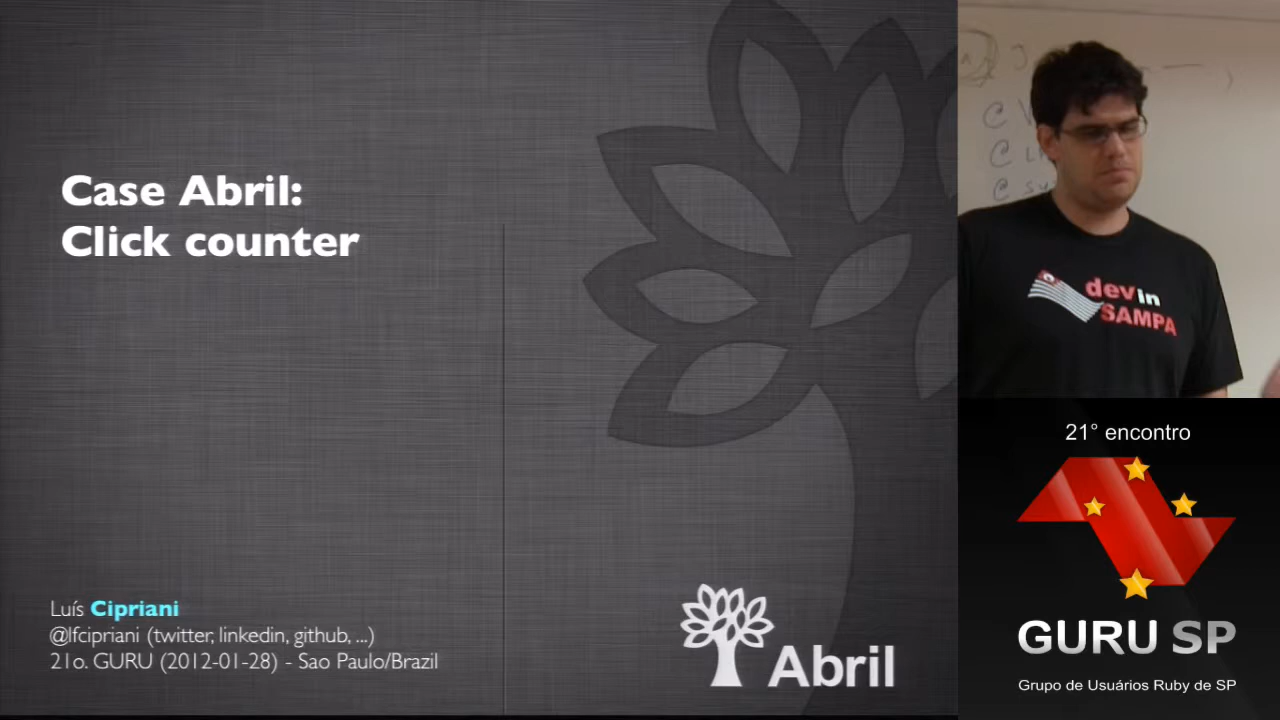 Case Abril:
Click counter
Luís Cipriani
@lfcipriani (twitter, linkedin, github, ...)
21o. GURU (2012-01-28) - Sao Paulo/Brazil
Abril
devin
SAMPA
21° encontro
GURU SP
Grupo de Usuários Ruby de SP